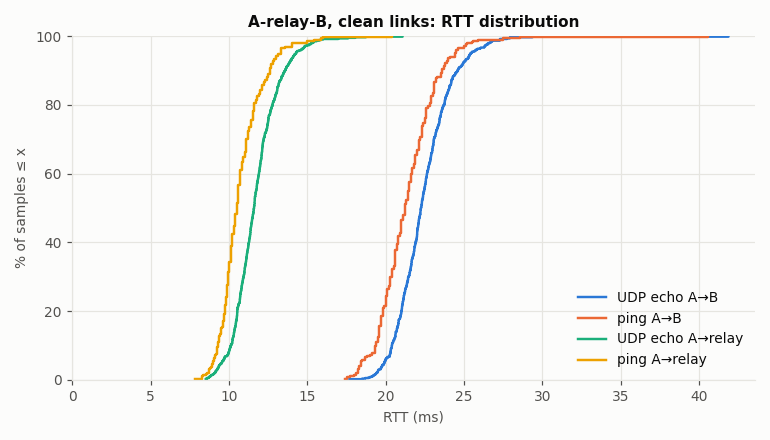 A-relay-B, clean links: RTT distribution
% of samples ≤ x
100
80
60
40
20
0
0 5 10 15 20 25 30 35 40
RTT (ms)
UDP echo A→B
ping A→B
UDP echo A→relay
ping A→relay